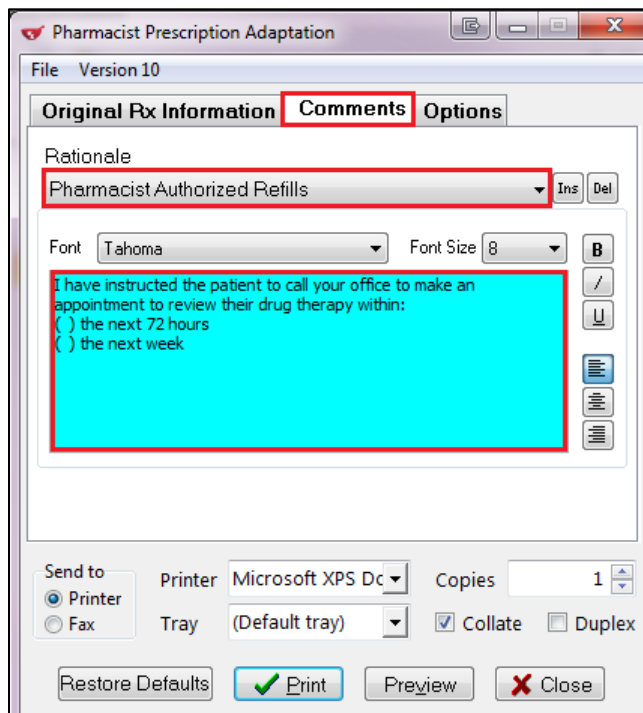 Pharmacist Prescription Adaptation
File Version 10
Original Rx Information Comments Options
Rationale
Pharmacist Authorized Refills Ins Del
Font Tahoma Font Size 8 B
I have instructed the patient to call your office to make an
appointment to review their drug therapy within:
( ) the next 72 hours
( ) the next week
/
U
Send to
Printer
Fax
Printer Microsoft XPS Dc Copies 1
Tray (Default tray) Collate Duplex
Restore Defaults Print Preview Close